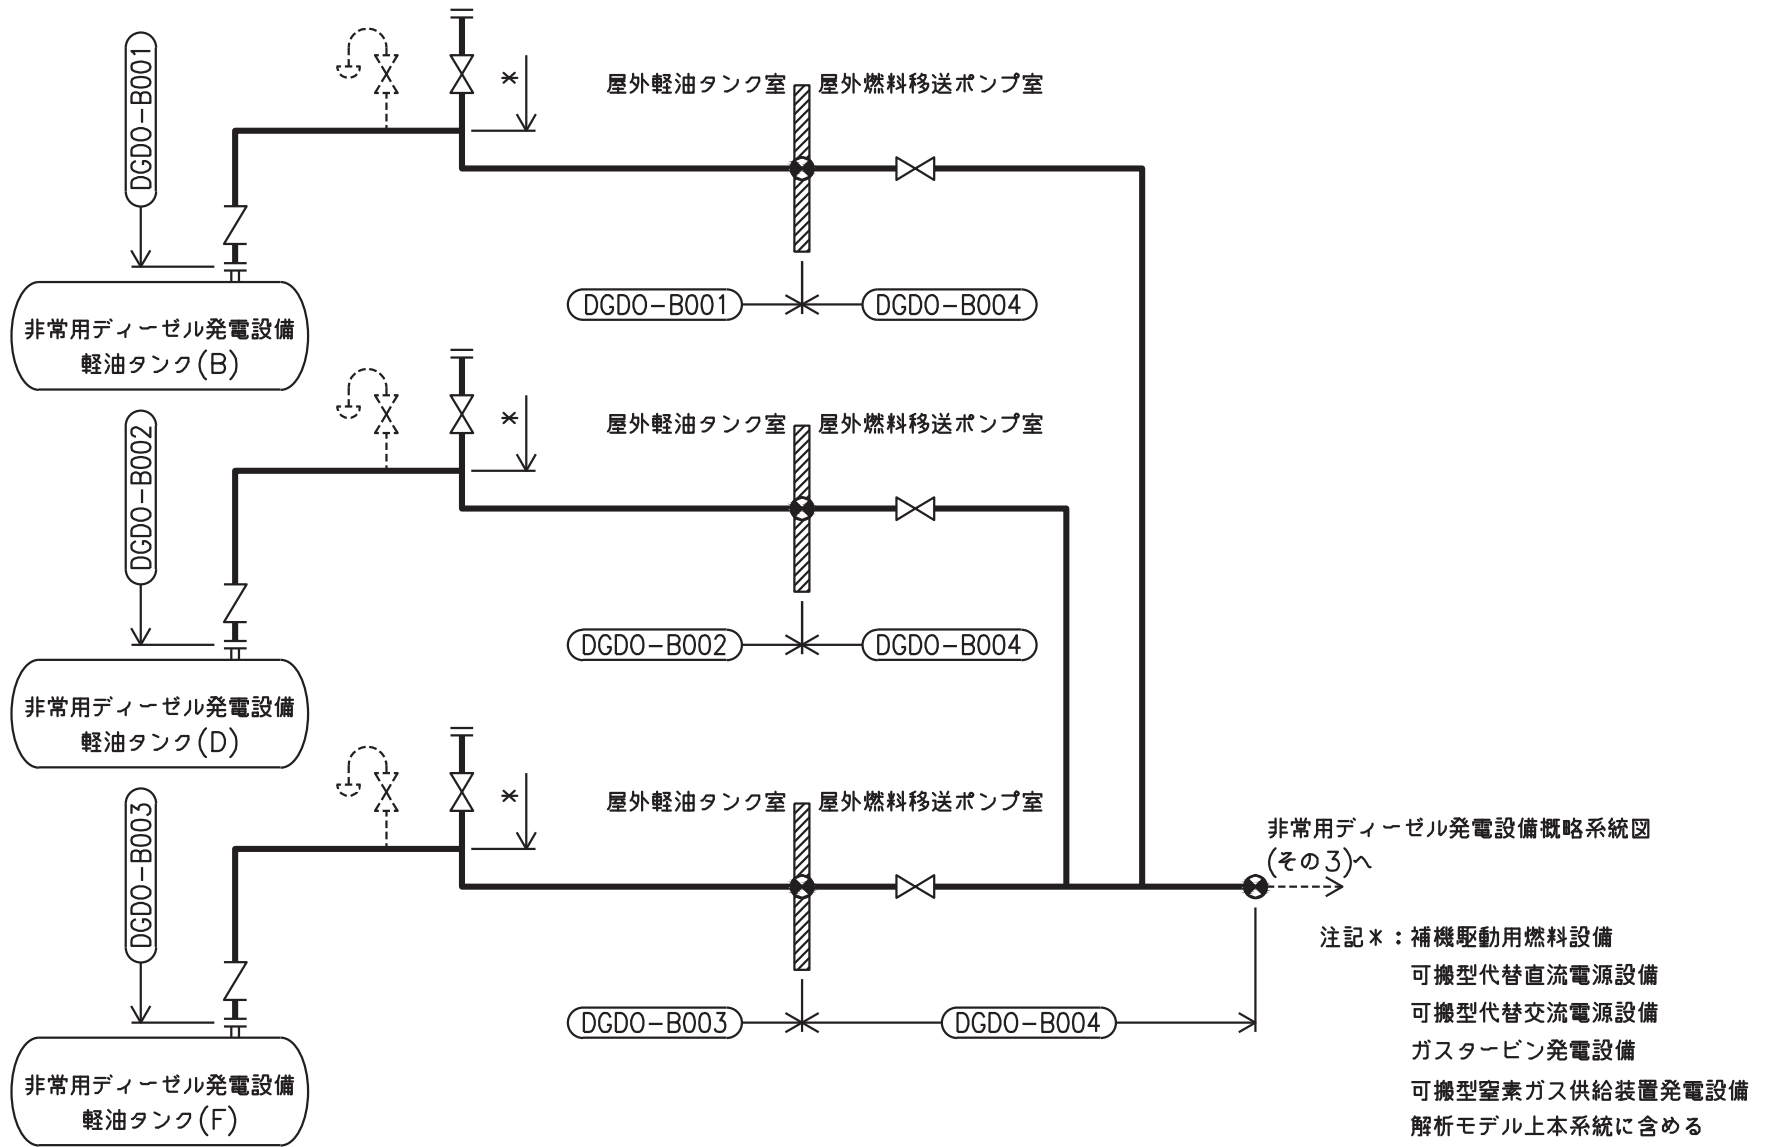 DGDO-B001
屋外軽油タンク室 屋外燃料移送ポンプ室
DGDO-B001 DGDO-B004
非常用ディーゼル発電設備
軽油タンク(B)
*
DGDO-B002
屋外軽油タンク室 屋外燃料移送ポンプ室
DGDO-B002 DGDO-B004
非常用ディーゼル発電設備
軽油タンク(D)
*
DGDO-B003
屋外軽油タンク室 屋外燃料移送ポンプ室
DGDO-B003 DGDO-B004
非常用ディーゼル発電設備
軽油タンク(F)
*
非常用ディーゼル発電設備概略系統図
(その3)へ
注記*:補機駆動用燃料設備
可搬型代替直流電源設備
可搬型代替交流電源設備
ガスタービン発電設備
可搬型窒素ガス供給装置発電設備
解析モデル上本系統に含める